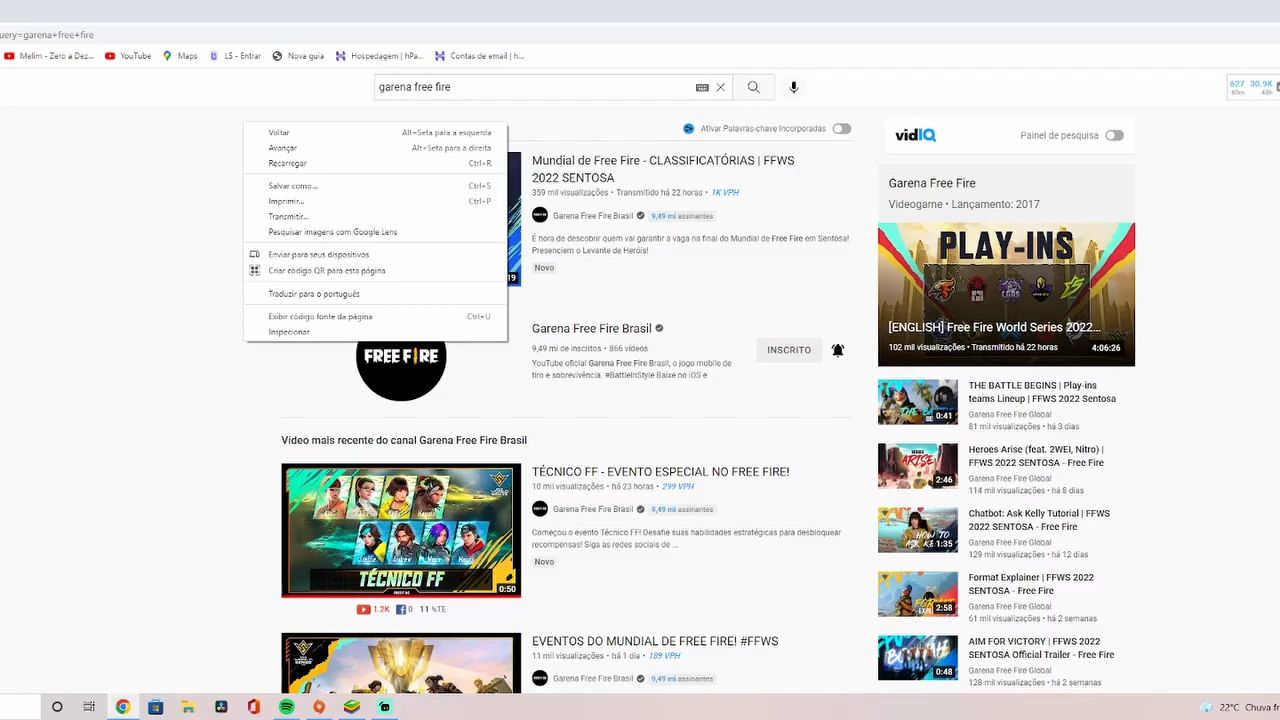 uery=garena+free+fire
Melim - Zero a Dez...
YouTube
Maps
LS - Entrar
Nova guia
Hospedagem | hPa...
Contas de email | h...
garena free fire
627 30.9K
60m 48h
Voltar Alt+Seta para a esquerda
Avançar Alt+Seta para a direita
Recarregar Ctrl+R
Salvar como... Ctrl+S
Imprimir... Ctrl+P
Transmitir...
Pesquisar imagens com Google Lens
Enviar para seus dispositivos
Criar código QR para esta página
Traduzir para o português
Exibir código fonte da página Ctrl+U
Inspecionar
Ativar Palavras-chave Incorporadas
Mundial de Free Fire - CLASSIFICATÓRIAS | FFWS
2022 SENTOSA
359 mil visualizações • Transmitido há 22 horas • 1K VPH
Garena Free Fire Brasil 9,49 mi assinantes
É hora de descobrir quem vai garantir a vaga na final do Mundial de Free Fire em Sentosa!
Presenciem o Levante de Heróis!
Novo
19
FREE FIRE
Garena Free Fire Brasil
9,49 mi de inscritos • 866 vídeos
YouTube oficial Garena Free Fire Brasil, o jogo mobile de
tiro e sobrevivência. #BattleInStyle Baixe no iOS e
INSCRITO
Vídeo mais recente do canal Garena Free Fire Brasil
TÉCNICO FF
0:50
1.2K 0 11 %TE
TÉCNICO FF - EVENTO ESPECIAL NO FREE FIRE!
10 mil visualizações • há 23 horas • 299 VPH
Garena Free Fire Brasil 9,49 mi assinantes
Começou o evento Técnico FF! Desafie suas habilidades estratégicas para desbloquear
recompensas! Siga as redes sociais de ...
Novo
EVENTOS DO MUNDIAL DE FREE FIRE! #FFWS
11 mil visualizações • há 1 dia • 189 VPH
Garena Free Fire Brasil 9,49 mi assinantes
vidIQ
Painel de pesquisa
Garena Free Fire
Videogame • Lançamento: 2017
PLAY-INS
[ENGLISH] Free Fire World Series 2022...
102 mil visualizações • Transmitido há 22 horas
4:06:26
0:41
THE BATTLE BEGINS | Play-ins
teams Lineup | FFWS 2022 Sentosa
Garena Free Fire Global
81 mil visualizações • há 3 dias
HEROES
ARISE
2:46
Heroes Arise (feat. 2WEI, Nitro) |
FFWS 2022 SENTOSA - Free Fire
Garena Free Fire Global
114 mil visualizações • há 8 dias
HOW TO
1:35
Chatbot: Ask Kelly Tutorial | FFWS
2022 SENTOSA - Free Fire
Garena Free Fire Global
129 mil visualizações • há 12 dias
2:58
Format Explainer | FFWS 2022
SENTOSA - Free Fire
Garena Free Fire Global
61 mil visualizações • há 2 semanas
0:48
AIM FOR VICTORY | FFWS 2022
SENTOSA Official Trailer - Free Fire
Garena Free Fire Global
128 mil visualizações • há 2 semanas
22°C Chuva f